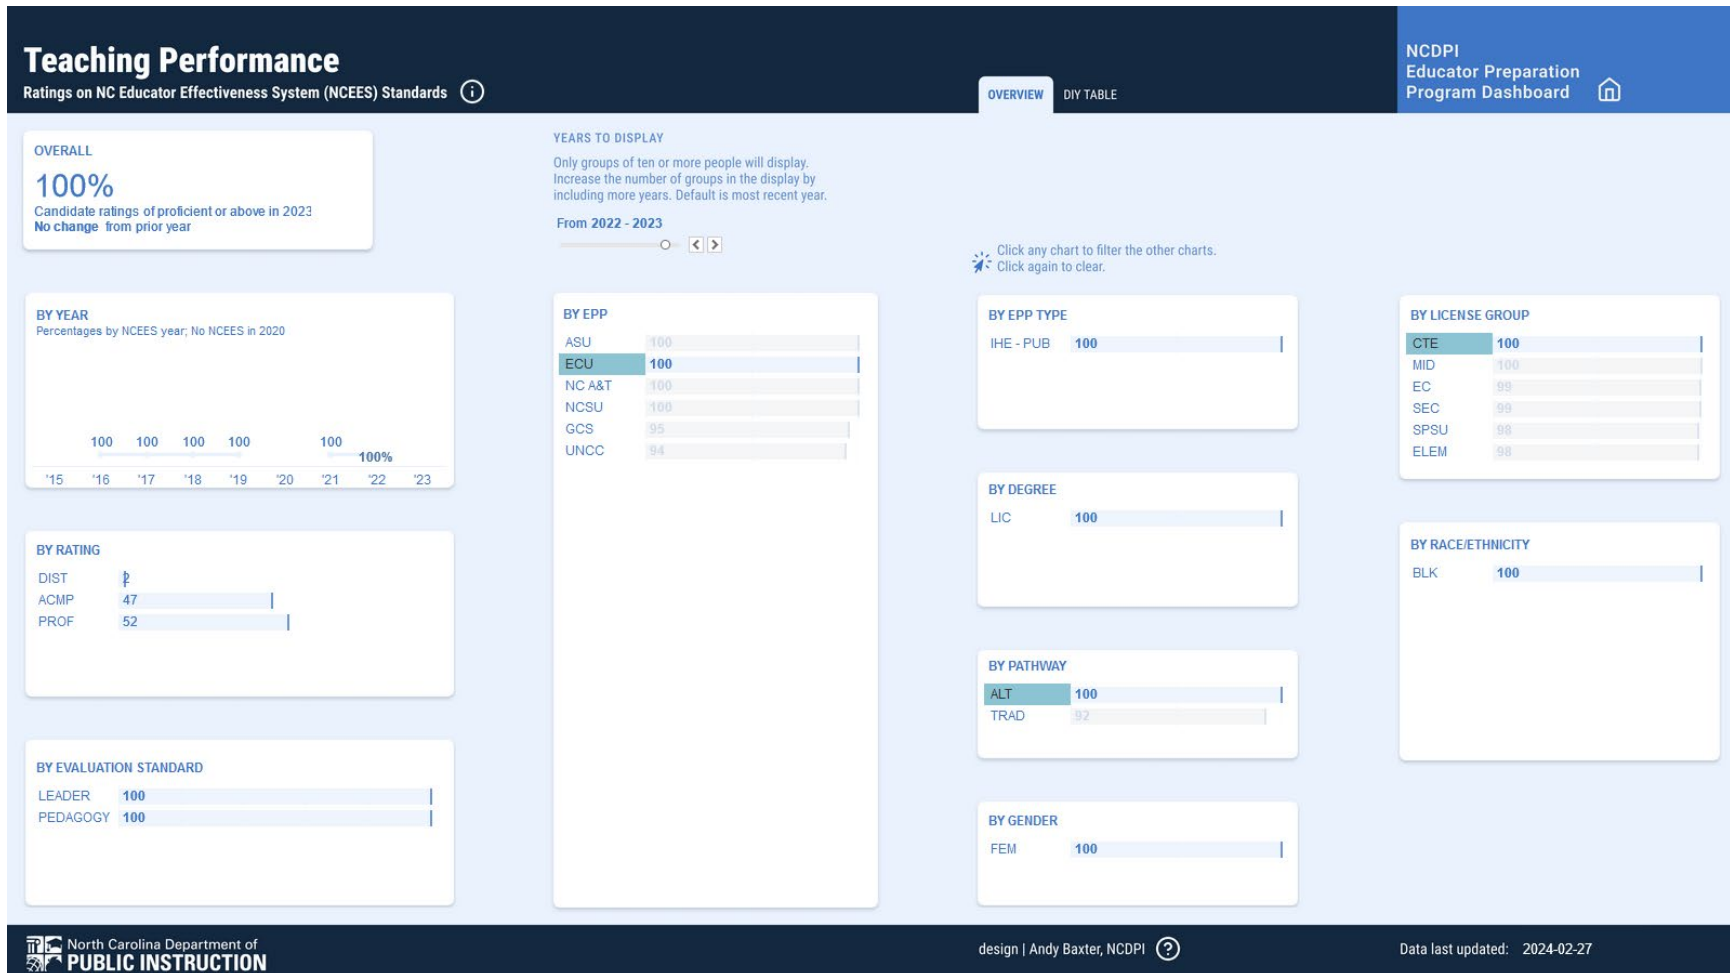 Teaching Performance
Ratings on NC Educator Effectiveness System (NCEES) Standards
OVERVIEW
DIY TABLE
NCDPI
Educator Preparation
Program Dashboard
OVERALL
100%
Candidate ratings of proficient or above in 2023
No change from prior year
YEARS TO DISPLAY
Only groups of ten or more people will display.
Increase the number of groups in the display by
including more years. Default is most recent year.
From 2022 - 2023
Click any chart to filter the other charts.
Click again to clear.
BY YEAR
Percentages by NCEES year; No NCEES in 2020
100 100 100 100 100
100%
'15 '16 '17 '18 '19 '20 '21 '22 '23
BY RATING
DIST 2
ACMP 47
PROF 52
BY EVALUATION STANDARD
LEADER 100
PEDAGOGY 100
BY EPP
ASU 100
ECU 100
NC A&T 100
NCSU 100
GCS 95
UNCC 94
BY EPP TYPE
IHE - PUB 100
BY DEGREE
LIC 100
BY PATHWAY
ALT 100
TRAD 92
BY GENDER
FEM 100
BY LICENSE GROUP
CTE 100
MID 100
EC 99
SEC 99
SPSU 98
ELEM 98
BY RACE/ETHNICITY
BLK 100
North Carolina Department of
PUBLIC INSTRUCTION
design | Andy Baxter, NCDPI
Data last updated: 2024-02-27